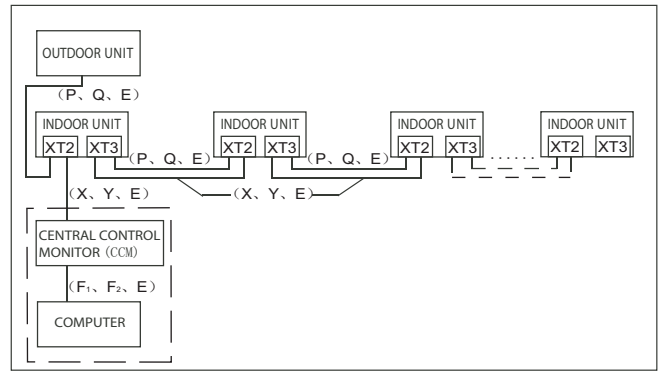 OUTDOOR UNIT
(P、Q、E)
INDOOR UNIT
XT2 XT3
(P、Q、E)
INDOOR UNIT
XT2 XT3
(P、Q、E)
INDOOR UNIT
XT2 XT3
......
INDOOR UNIT
XT2 XT3
(X、Y、E)
(X、Y、E)
CENTRAL CONTROL
MONITOR (CCM)
(F₁、F₂、E)
COMPUTER